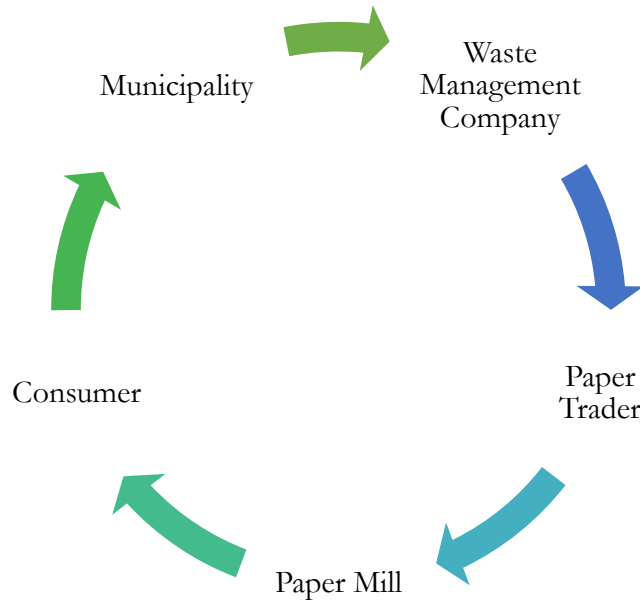 Municipality
Waste
Management
Company
Paper
Trader
Paper Mill
Consumer